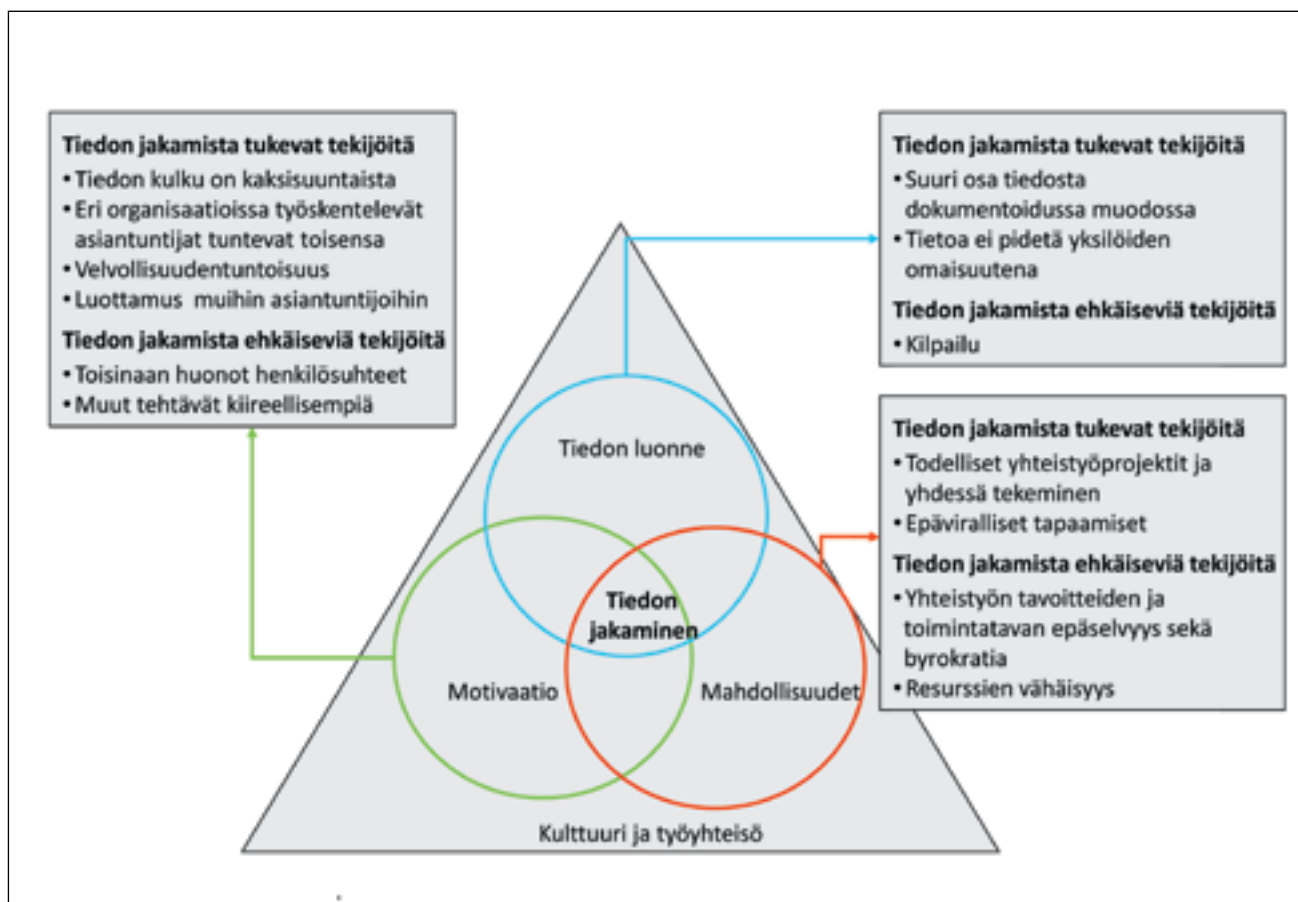 Tiedon jakamista tukevat tekijöitä
• Tiedon kulku on kaksisuuntaista
• Eri organisaatioissa työskentelevät
asiantuntijat tuntevat toisensa
• Velvollisuudentuntoisuus
• Luottamus muihin asiantuntijoihin
Tiedon jakamista ehkäiseviä tekijöitä
• Toisinaan huonot henkilösuhteet
• Muut tehtävät kiireellisempiä
Tiedon jakamista tukevat tekijöitä
• Suuri osa tiedosta
dokumentoidussa muodossa
• Tietoa ei pidetä yksilöiden
omaisuutena
Tiedon jakamista ehkäiseviä tekijöitä
• Kilpailu
Tiedon jakamista tukevat tekijöitä
• Todelliset yhteistyöprojektit ja
yhdessä tekeminen
• Epäviralliset tapaamiset
Tiedon jakamista ehkäiseviä tekijöitä
• Yhteistyön tavoitteiden ja
toimintatavan epäselvyys sekä
byrokratia
• Resurssien vähäisyys
Tiedon luonne
Tiedon
jakaminen
Motivaatio
Mahdollisuudet
Kulttuuri ja työyhteisö